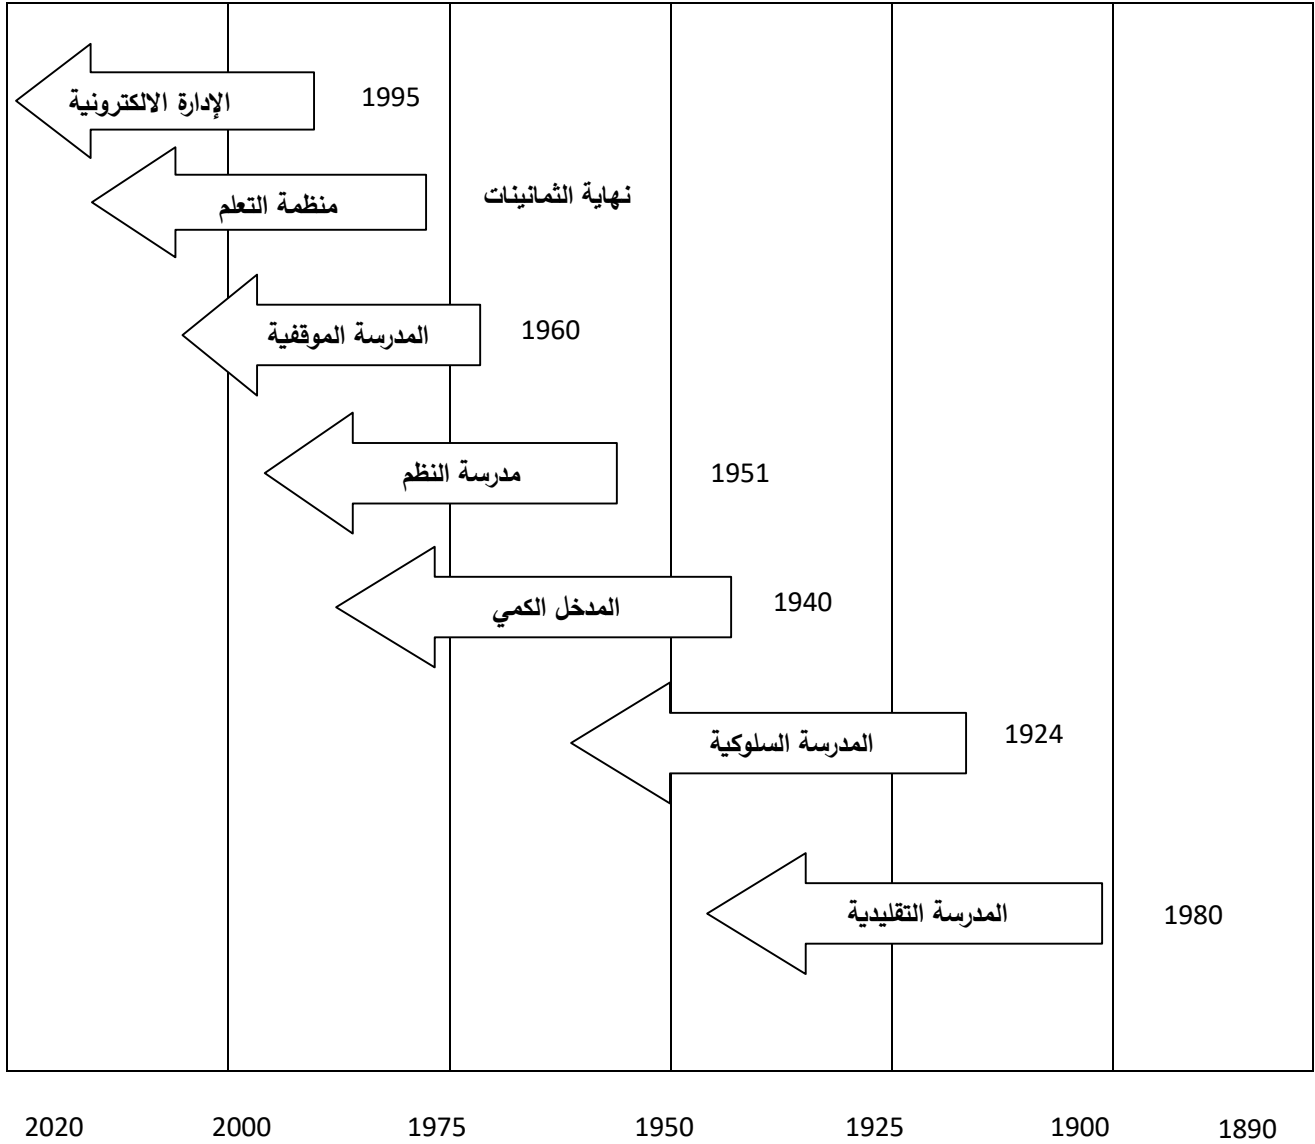 1995 الإدارة الالكترونية
نهاية الثمانينات منظمة التعلم
1960 المدرسة الموقفية
1951 مدرسة النظم
1940 المدخل الكمي
1924 المدرسة السلوكية
1980 المدرسة التقليدية
2020 2000 1975 1950 1925 1900 1890